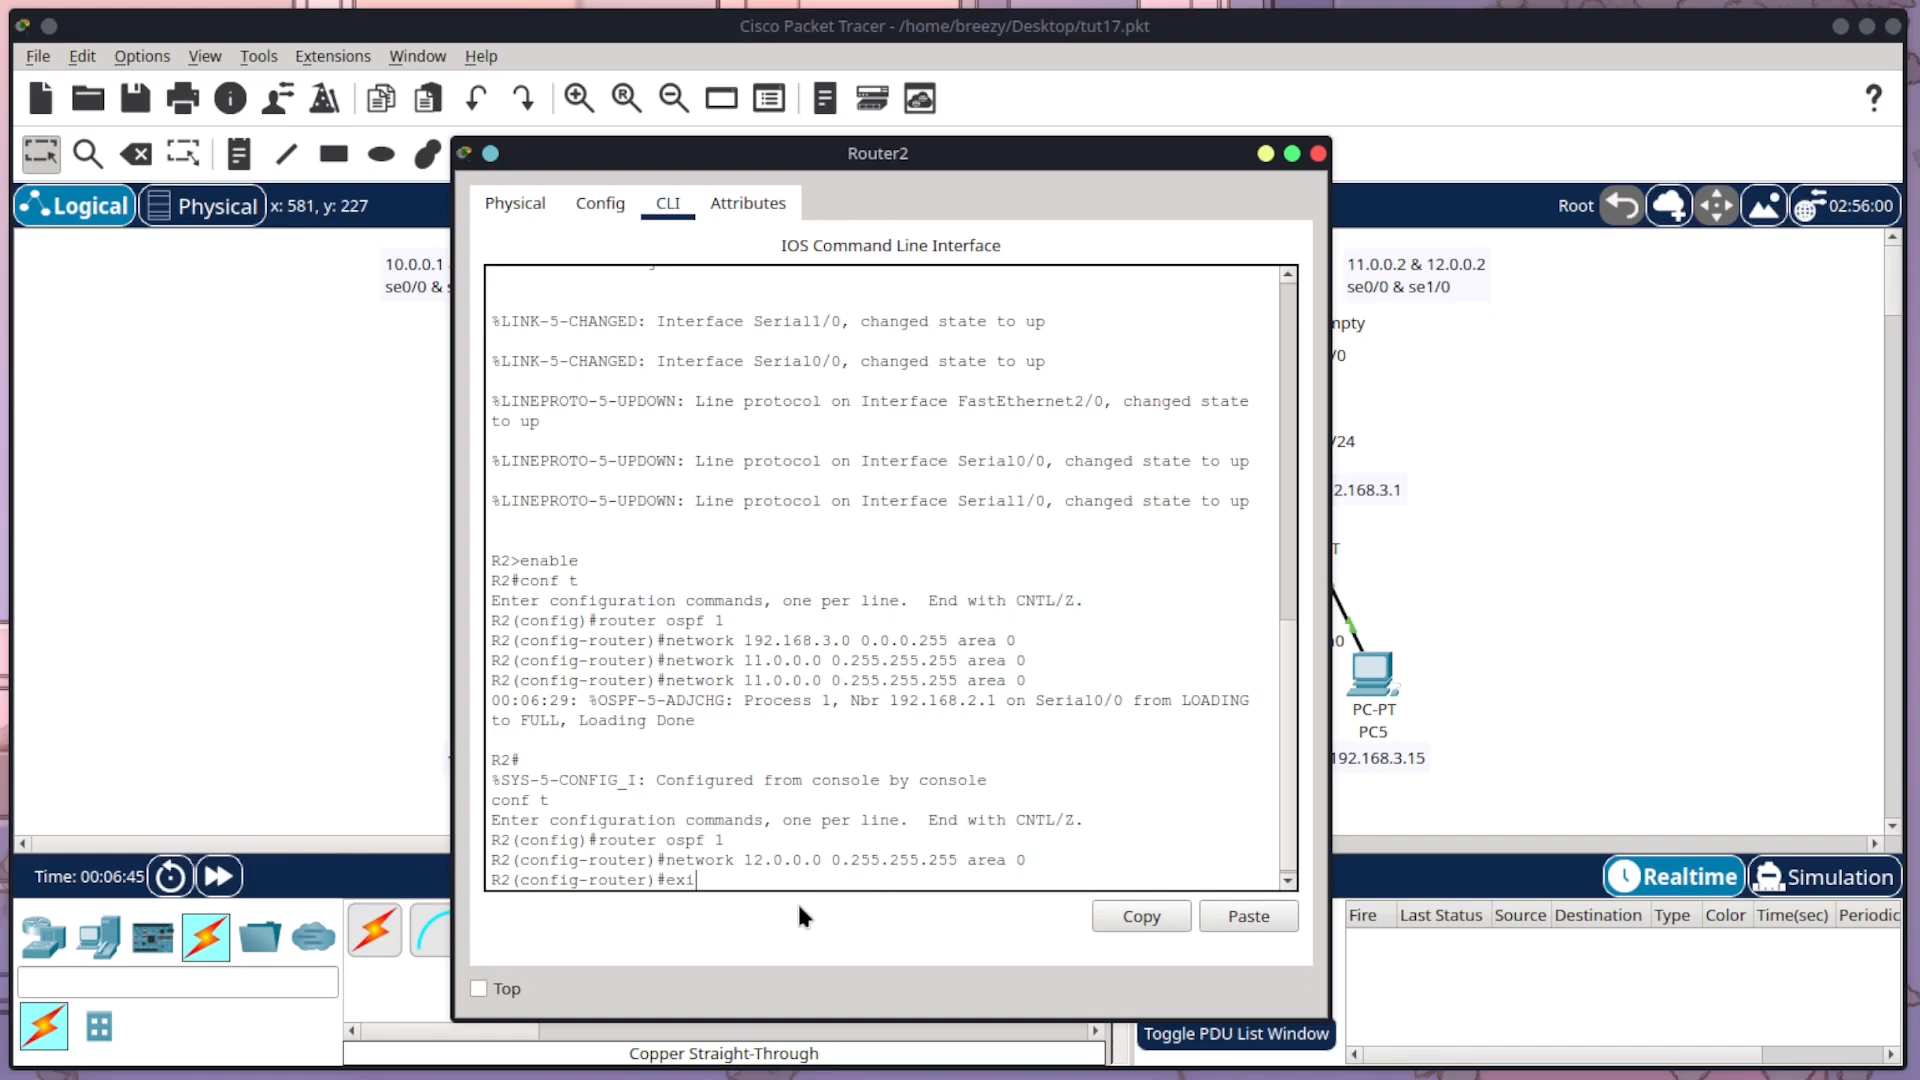 Cisco Packet Tracer - /home/breezy/Desktop/tut17.pkt
File Edit Options View Tools Extensions Window Help
?
Router2
Logical Physical x: 581, y: 227
Root 02:56:00
Physical Config CLI Attributes
IOS Command Line Interface
10.0.0.1
se0/0 &
11.0.0.2 & 12.0.0.2
se0/0 & se1/0
mpty
/0
/24
2.168.3.1
T
PC-PT
PC5
192.168.3.15
%LINK-5-CHANGED: Interface Serial1/0, changed state to up
%LINK-5-CHANGED: Interface Serial0/0, changed state to up
%LINEPROTO-5-UPDOWN: Line protocol on Interface FastEthernet2/0, changed state
to up
%LINEPROTO-5-UPDOWN: Line protocol on Interface Serial0/0, changed state to up
%LINEPROTO-5-UPDOWN: Line protocol on Interface Serial1/0, changed state to up
R2>enable
R2#conf t
Enter configuration commands, one per line.  End with CNTL/Z.
R2(config)#router ospf 1
R2(config-router)#network 192.168.3.0 0.0.0.255 area 0
R2(config-router)#network 11.0.0.0 0.255.255.255 area 0
R2(config-router)#network 11.0.0.0 0.255.255.255 area 0
00:06:29: %OSPF-5-ADJCHG: Process 1, Nbr 192.168.2.1 on Serial0/0 from LOADING
to FULL, Loading Done
R2#
%SYS-5-CONFIG_I: Configured from console by console
conf t
Enter configuration commands, one per line.  End with CNTL/Z.
R2(config)#router ospf 1
R2(config-router)#network 12.0.0.0 0.255.255.255 area 0
R2(config-router)#exi
Copy Paste
Top
Time: 00:06:45
Realtime Simulation
Fire Last Status Source Destination Type Color Time(sec) Periodic
Toggle PDU List Window
Copper Straight-Through